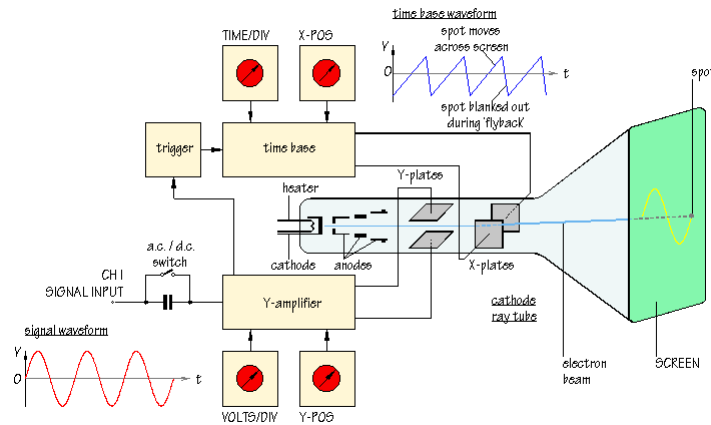 time base waveform
TIME/DIV
X-POS
spot moves
across screen
V
O
t
spot
spot blanked out
during 'flyback'
trigger
time base
Y-plates
heater
cathode
anodes
X-plates
a.c. / d.c.
switch
CH I
SIGNAL INPUT
Y-amplifier
cathode
ray tube
signal waveform
V
O
t
electron
beam
SCREEN
VOLTS/DIV
Y-POS